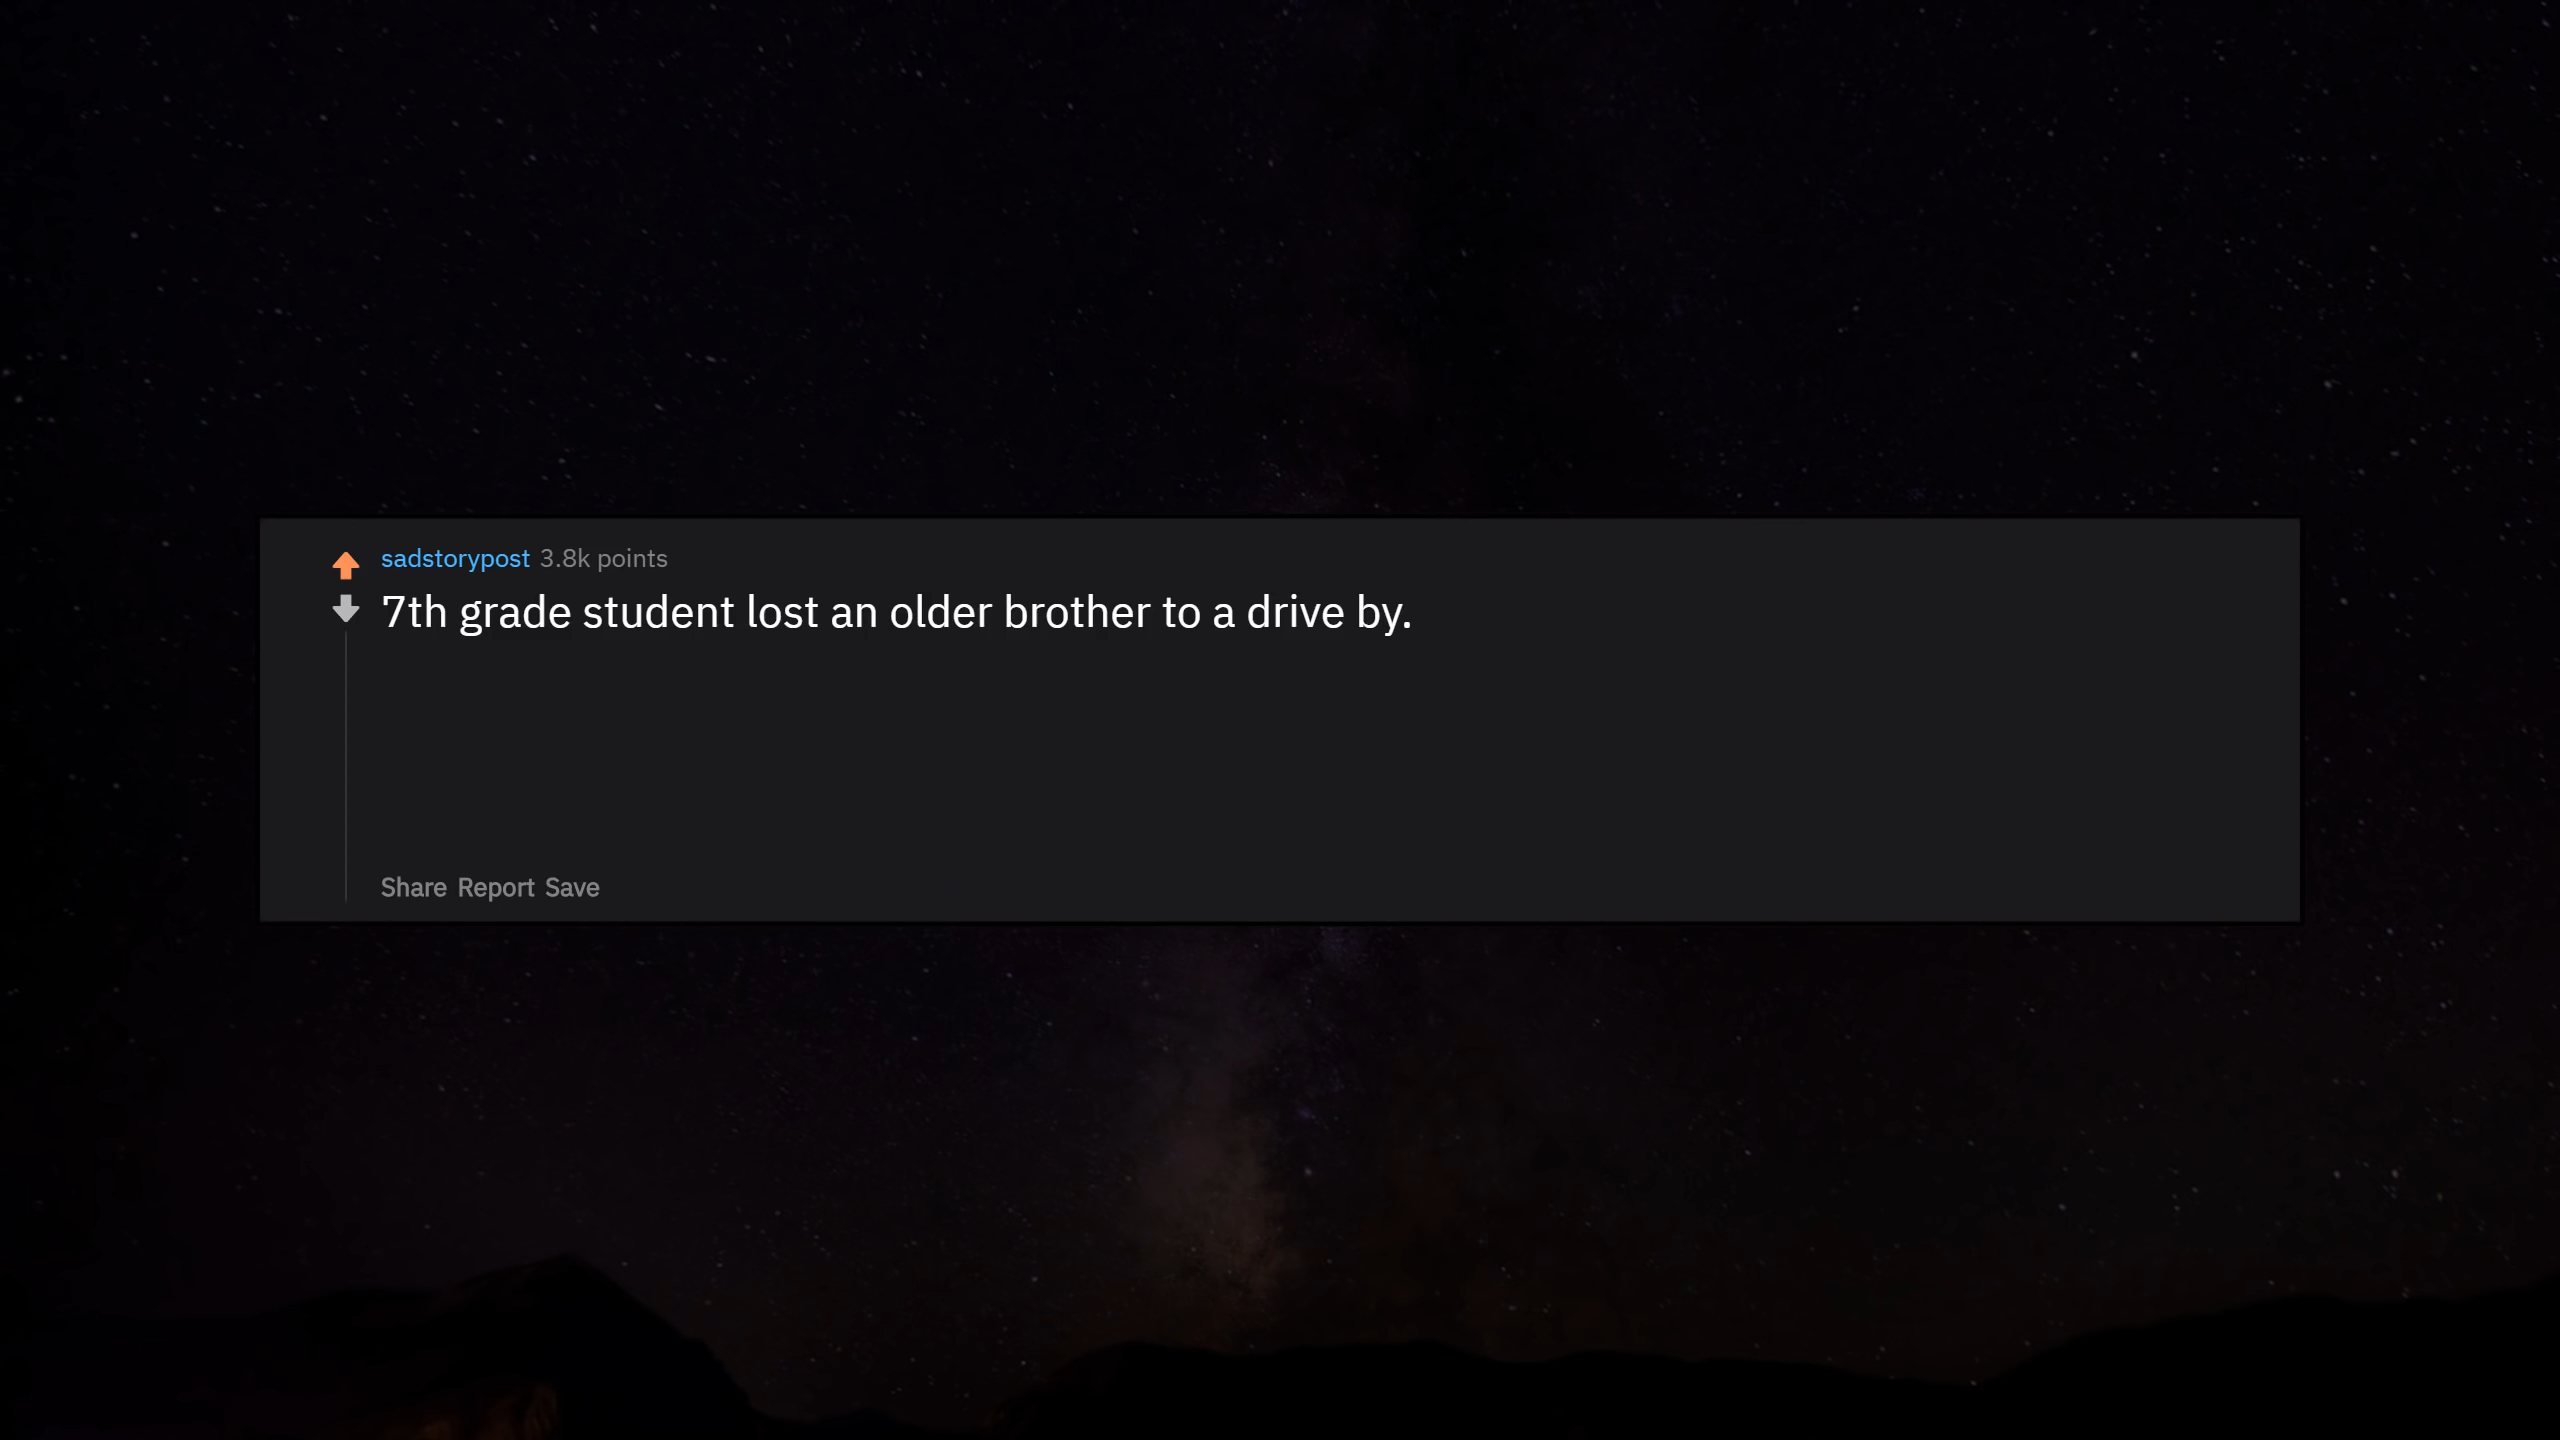 sadstorypost 3.8k points
7th grade student lost an older brother to a drive by.
Share Report Save